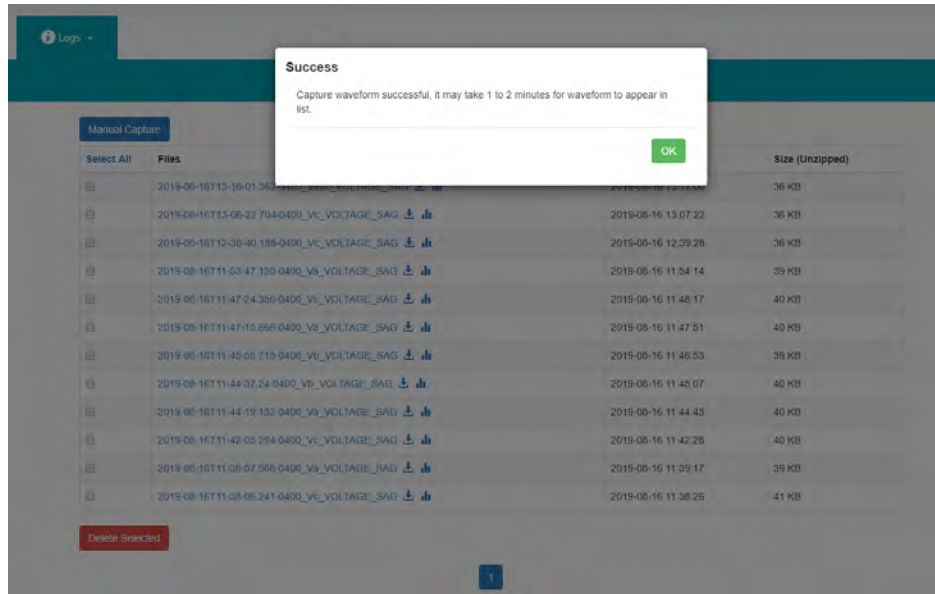 Logs
Success
Capture waveform successful, it may take 1 to 2 minutes for waveform to appear in
list.
OK
Manual Capture
Select All Files Size (Unzipped)
36 KB
2019-08-16T13-06-22.704-0400_Vc_VOLTAGE_SAG 2019-08-16 13.07.22 36 KB
2019-08-16T12-38-40.186-0400_Vc_VOLTAGE_SAG 2019-08-16 12.39.28 36 KB
2019-08-16T11-53-47.180-0400_Va_VOLTAGE_SAG 2019-08-16 11.54.14 39 KB
2019-08-16T11-47-24.356-0400_Vc_VOLTAGE_SAG 2019-08-16 11.48.17 40 KB
2019-08-16T11-47-15.666-0400_Va_VOLTAGE_SAG 2019-08-16 11.47.51 40 KB
2019-08-16T11-45-58.715-0400_Vb_VOLTAGE_SAG 2019-08-16 11.46.53 39 KB
2019-08-16T11-44-37.24-0400_Vb_VOLTAGE_SAG 2019-08-16 11.45.07 40 KB
2019-08-16T11-44-19.132-0400_Va_VOLTAGE_SAG 2019-08-16 11.44.43 40 KB
2019-08-16T11-42-05.294-0400_Vc_VOLTAGE_SAG 2019-08-16 11.42.28 40 KB
2019-08-16T11-38-57.568-0400_Va_VOLTAGE_SAG 2019-08-16 11.39.17 39 KB
2019-08-16T11-38-06.241-0400_Vc_VOLTAGE_SAG 2019-08-16 11.38.26 41 KB
Delete Selected
1